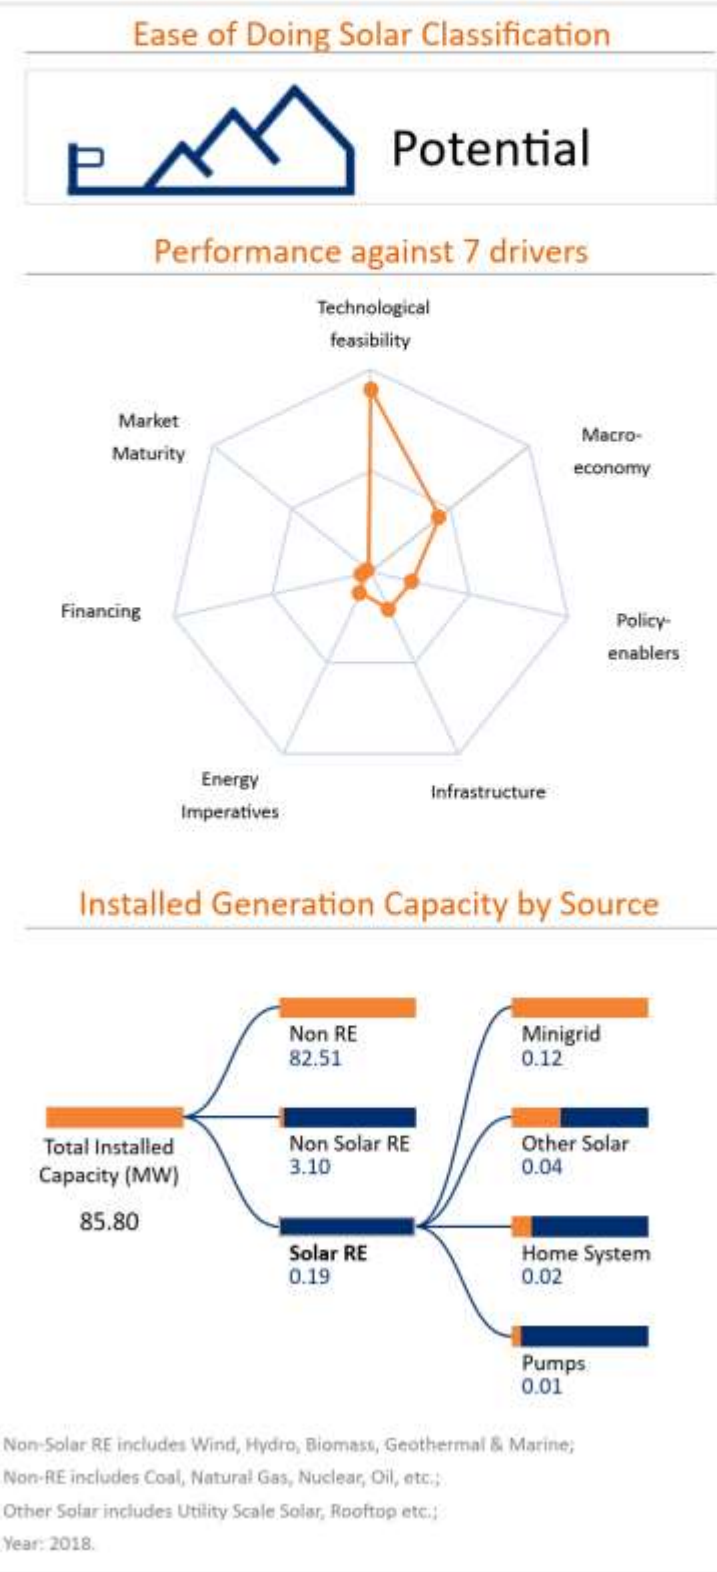 Ease of Doing Solar Classification
Potential
Performance against 7 drivers
Technological
feasibility
Market
Maturity
Macro-
economy
Financing
Policy-
enablers
Energy
Imperatives
Infrastructure
Installed Generation Capacity by Source
Total Installed
Capacity (MW)
85.80
Non RE
82.51
Non Solar RE
3.10
Solar RE
0.19
Minigrid
0.12
Other Solar
0.04
Home System
0.02
Pumps
0.01
Non-Solar RE includes Wind, Hydro, Biomass, Geothermal & Marine;
Non-RE includes Coal, Natural Gas, Nuclear, Oil, etc.;
Other Solar includes Utility Scale Solar, Rooftop etc.;
Year: 2018.